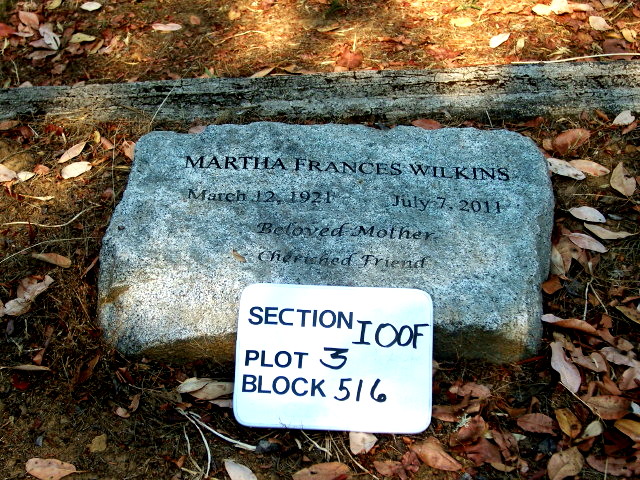 MARTHA FRANCES WILKINS
March 12, 1921 July 7, 2011
Beloved Mother
Cherished Friend
SECTION IOOF
PLOT 3
BLOCK 516